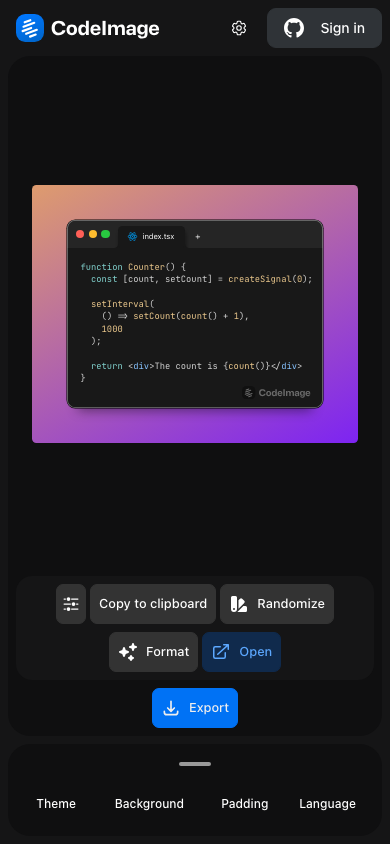 CodeImage
Sign in
index.tsx
+
function Counter() {
const [count, setCount] = createSignal(0);
setInterval(
() => setCount(count() + 1),
1000
);
return <div>The count is {count()}</div>
}
CodeImage
Copy to clipboard
Randomize
Format
Open
Export
Theme
Background
Padding
Language